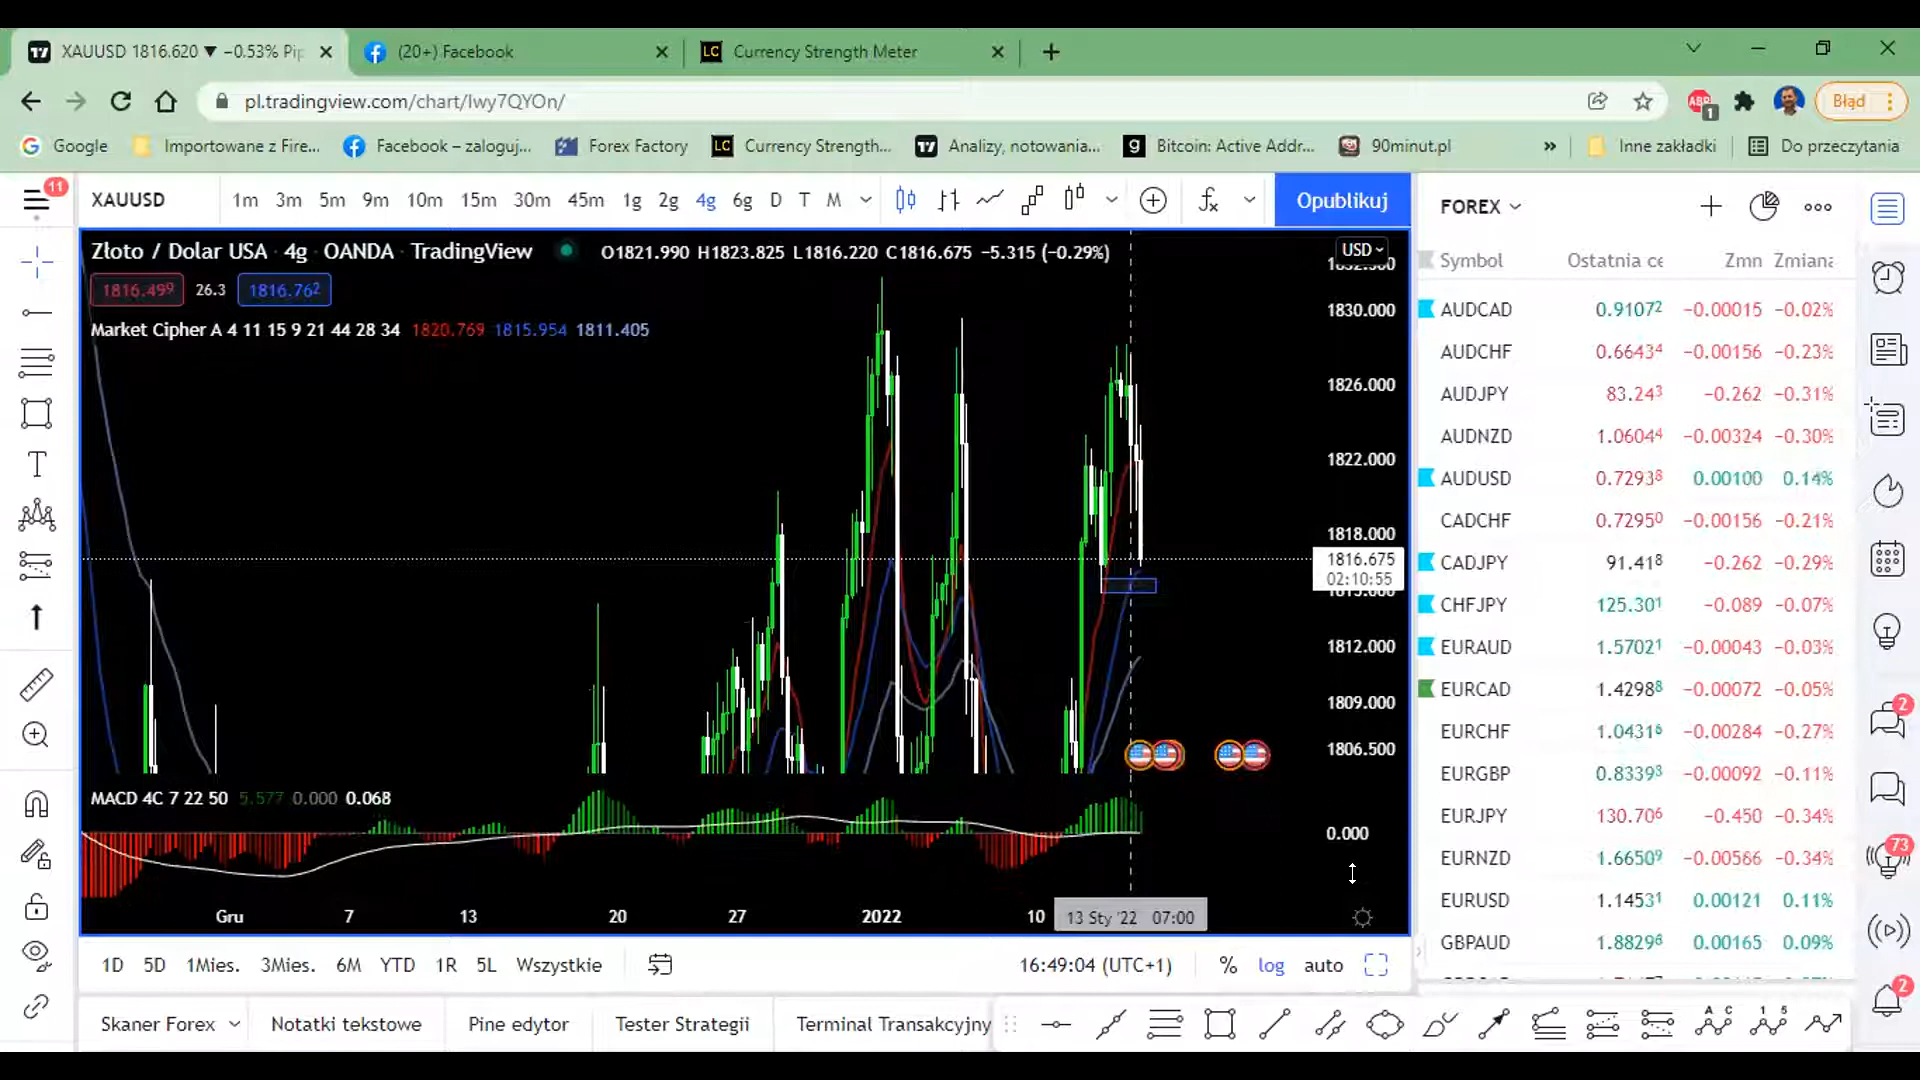 XAUUSD 1816.620 ▼ −0.53% Pip
(20+) Facebook
Currency Strength Meter
pl.tradingview.com/chart/Iwy7QYOn/
ABP
1
Błąd
Google
Importowane z Fire...
Facebook – zaloguj...
Forex Factory
LC
Currency Strength...
Analizy, notowania...
Bitcoin: Active Addr...
90minut.pl
»
Inne zakładki
Do przeczytania
11
XAUUSD
1m 3m 5m 9m 10m 15m 30m 45m 1g 2g 4g 6g D T M
Opublikuj
FOREX
Złoto / Dolar USA · 4g · OANDA · TradingView
O1821.990 H1823.825 L1816.220 C1816.675 −5.315 (−0.29%)
USD
1816.499 26.3 1816.762
Market Cipher A 4 11 15 9 21 44 28 34 1820.769 1815.954 1811.405
1830.000
1826.000
1822.000
1818.000
1816.675
02:10:55
1812.000
1809.000
1806.500
MACD 4C 7 22 50 5.577 0.000 0.068
0.000
Gru 7 13 20 27 2022 10 13 Sty '22 07:00
1D 5D 1Mies. 3Mies. 6M YTD 1R 5L Wszystkie
16:49:04 (UTC+1) % log auto
Skaner Forex Notatki tekstowe Pine edytor Tester Strategii Terminal Transakcyjny
Symbol Ostatnia ce Zmn Zmiana
AUDCAD 0.91072 −0.00015 −0.02%
AUDCHF 0.66434 −0.00156 −0.23%
AUDJPY 83.243 −0.262 −0.31%
AUDNZD 1.06044 −0.00324 −0.30%
AUDUSD 0.72938 0.00100 0.14%
CADCHF 0.72950 −0.00156 −0.21%
CADJPY 91.418 −0.262 −0.29%
CHFJPY 125.301 −0.089 −0.07%
EURAUD 1.57021 −0.00043 −0.03%
EURCAD 1.42988 −0.00072 −0.05%
EURCHF 1.04316 −0.00284 −0.27%
EURGBP 0.83393 −0.00092 −0.11%
EURJPY 130.706 −0.450 −0.34%
EURNZD 1.66509 −0.00566 −0.34%
EURUSD 1.14531 0.00121 0.11%
GBPAUD 1.88296 0.00165 0.09%
2
73
2